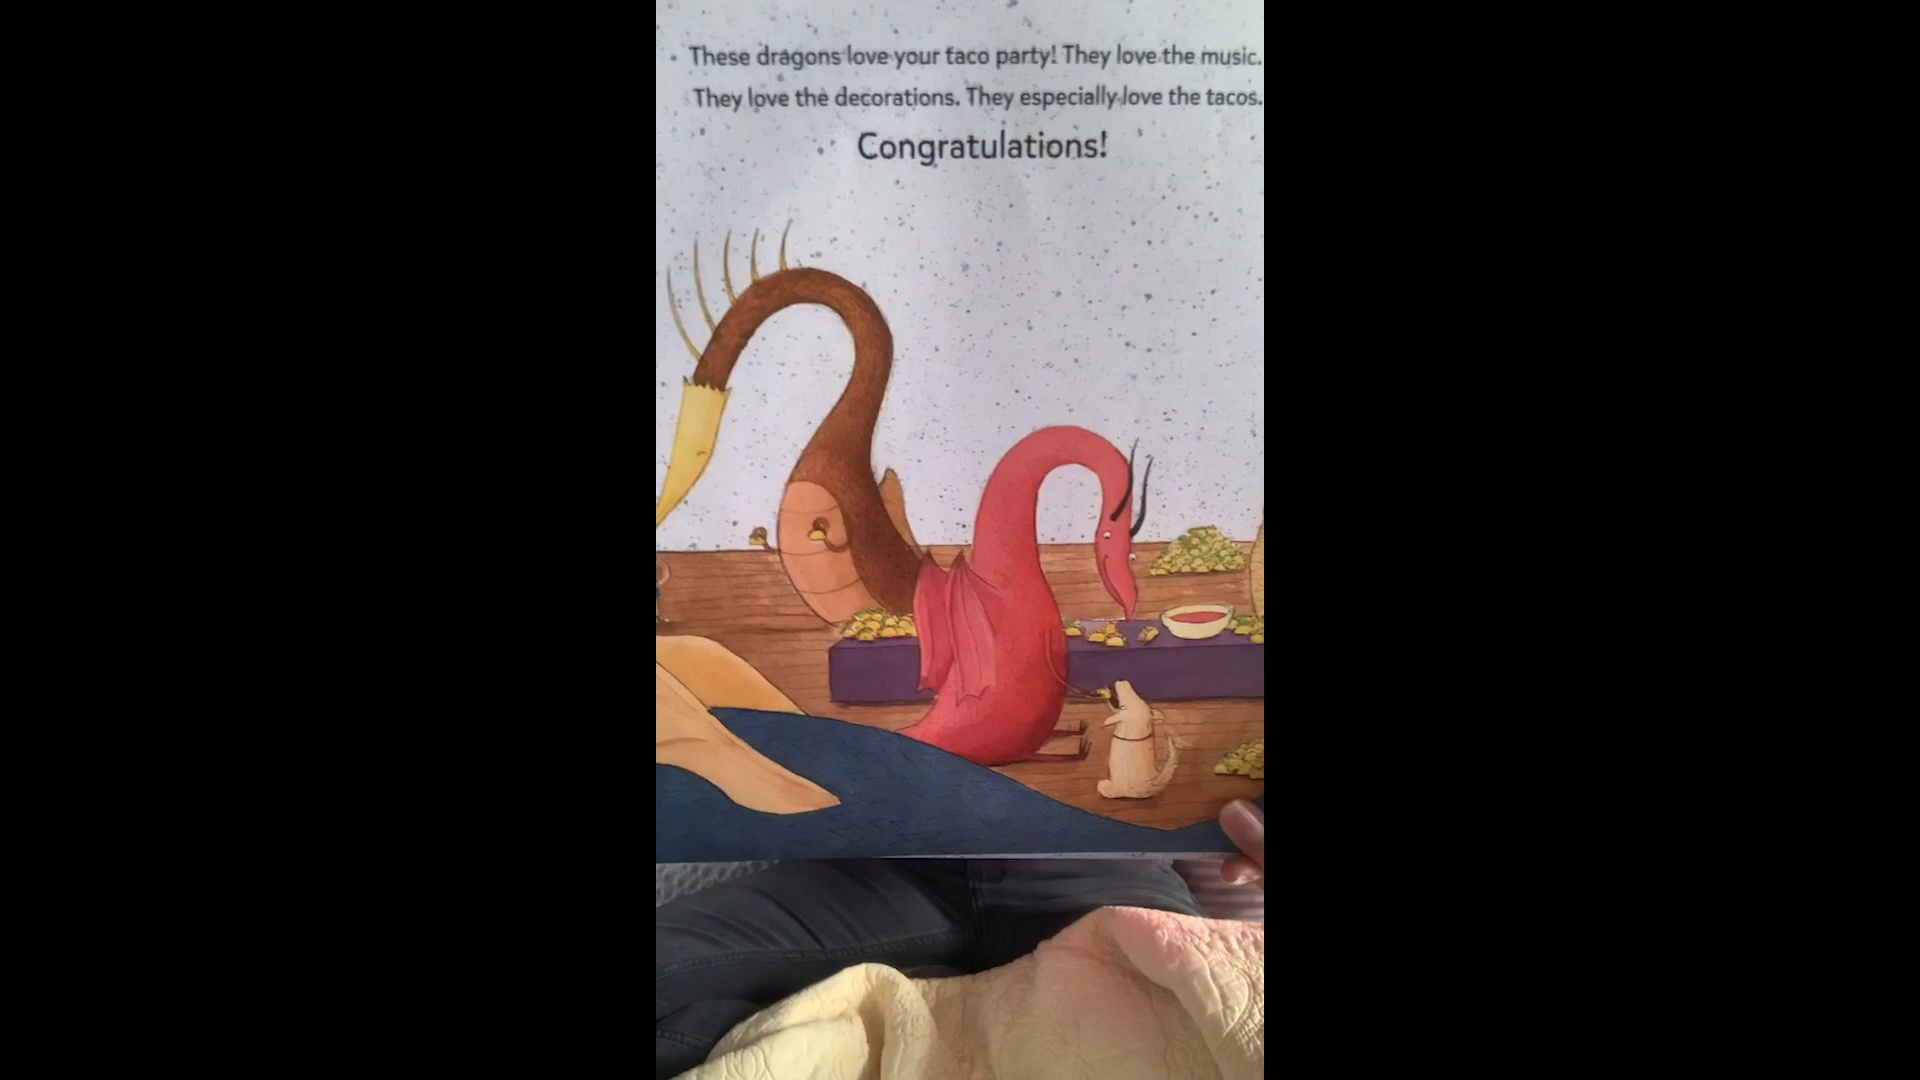 These dragons love your taco party! They love the music.
They love the decorations. They especially love the tacos.
Congratulations!